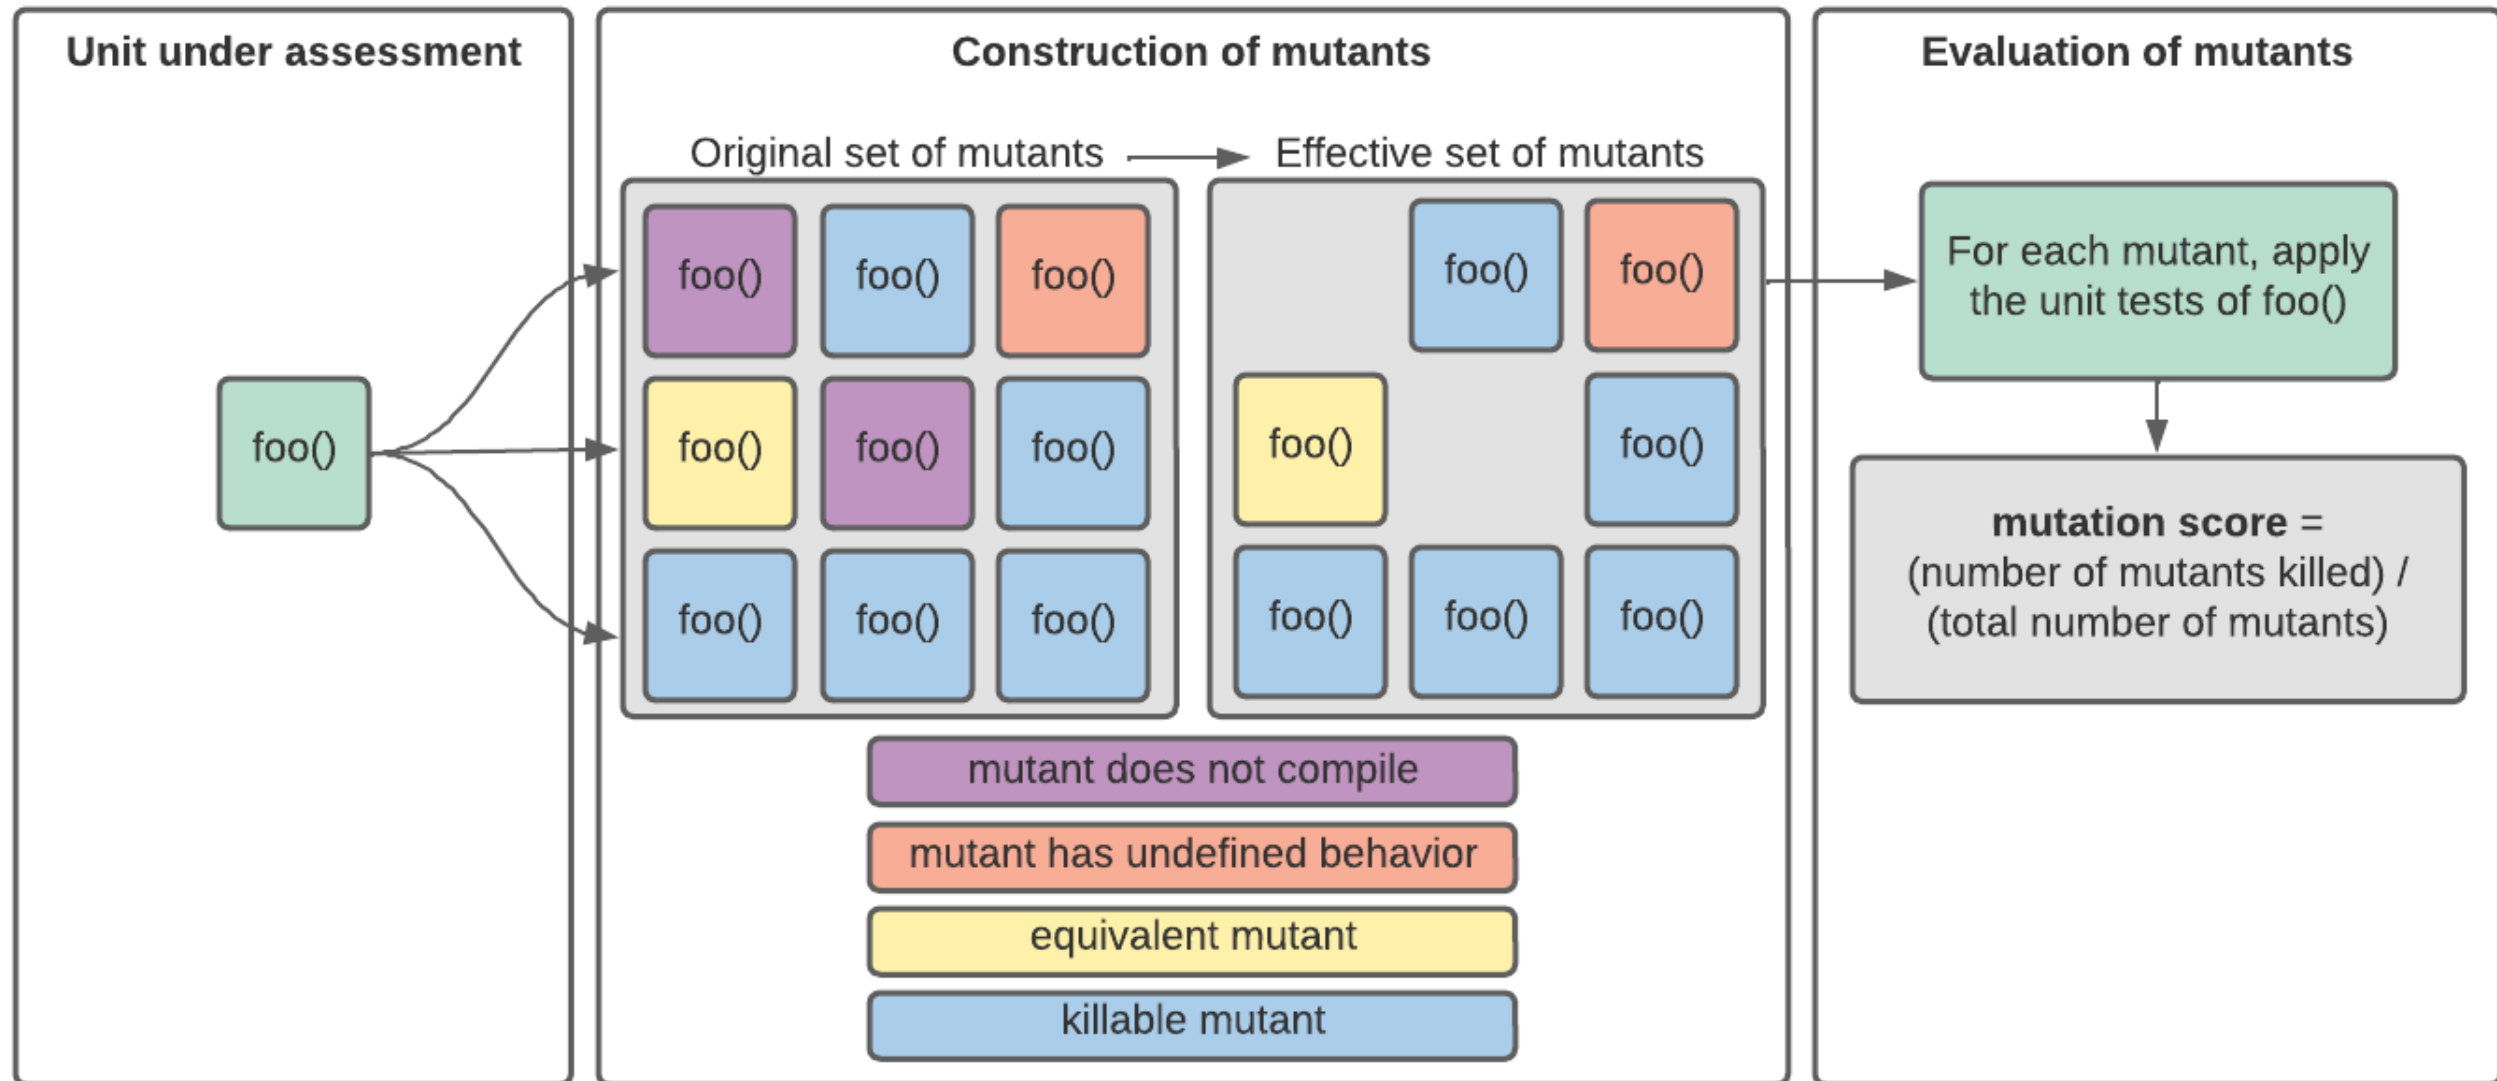 Unit under assessment
foo()
Construction of mutants
Original set of mutants
Effective set of mutants
foo() foo() foo()
foo() foo() foo()
foo() foo() foo()
foo() foo()
foo() foo()
foo() foo() foo()
mutant does not compile
mutant has undefined behavior
equivalent mutant
killable mutant
Evaluation of mutants
For each mutant, apply
the unit tests of foo()
mutation score =
(number of mutants killed) /
(total number of mutants)